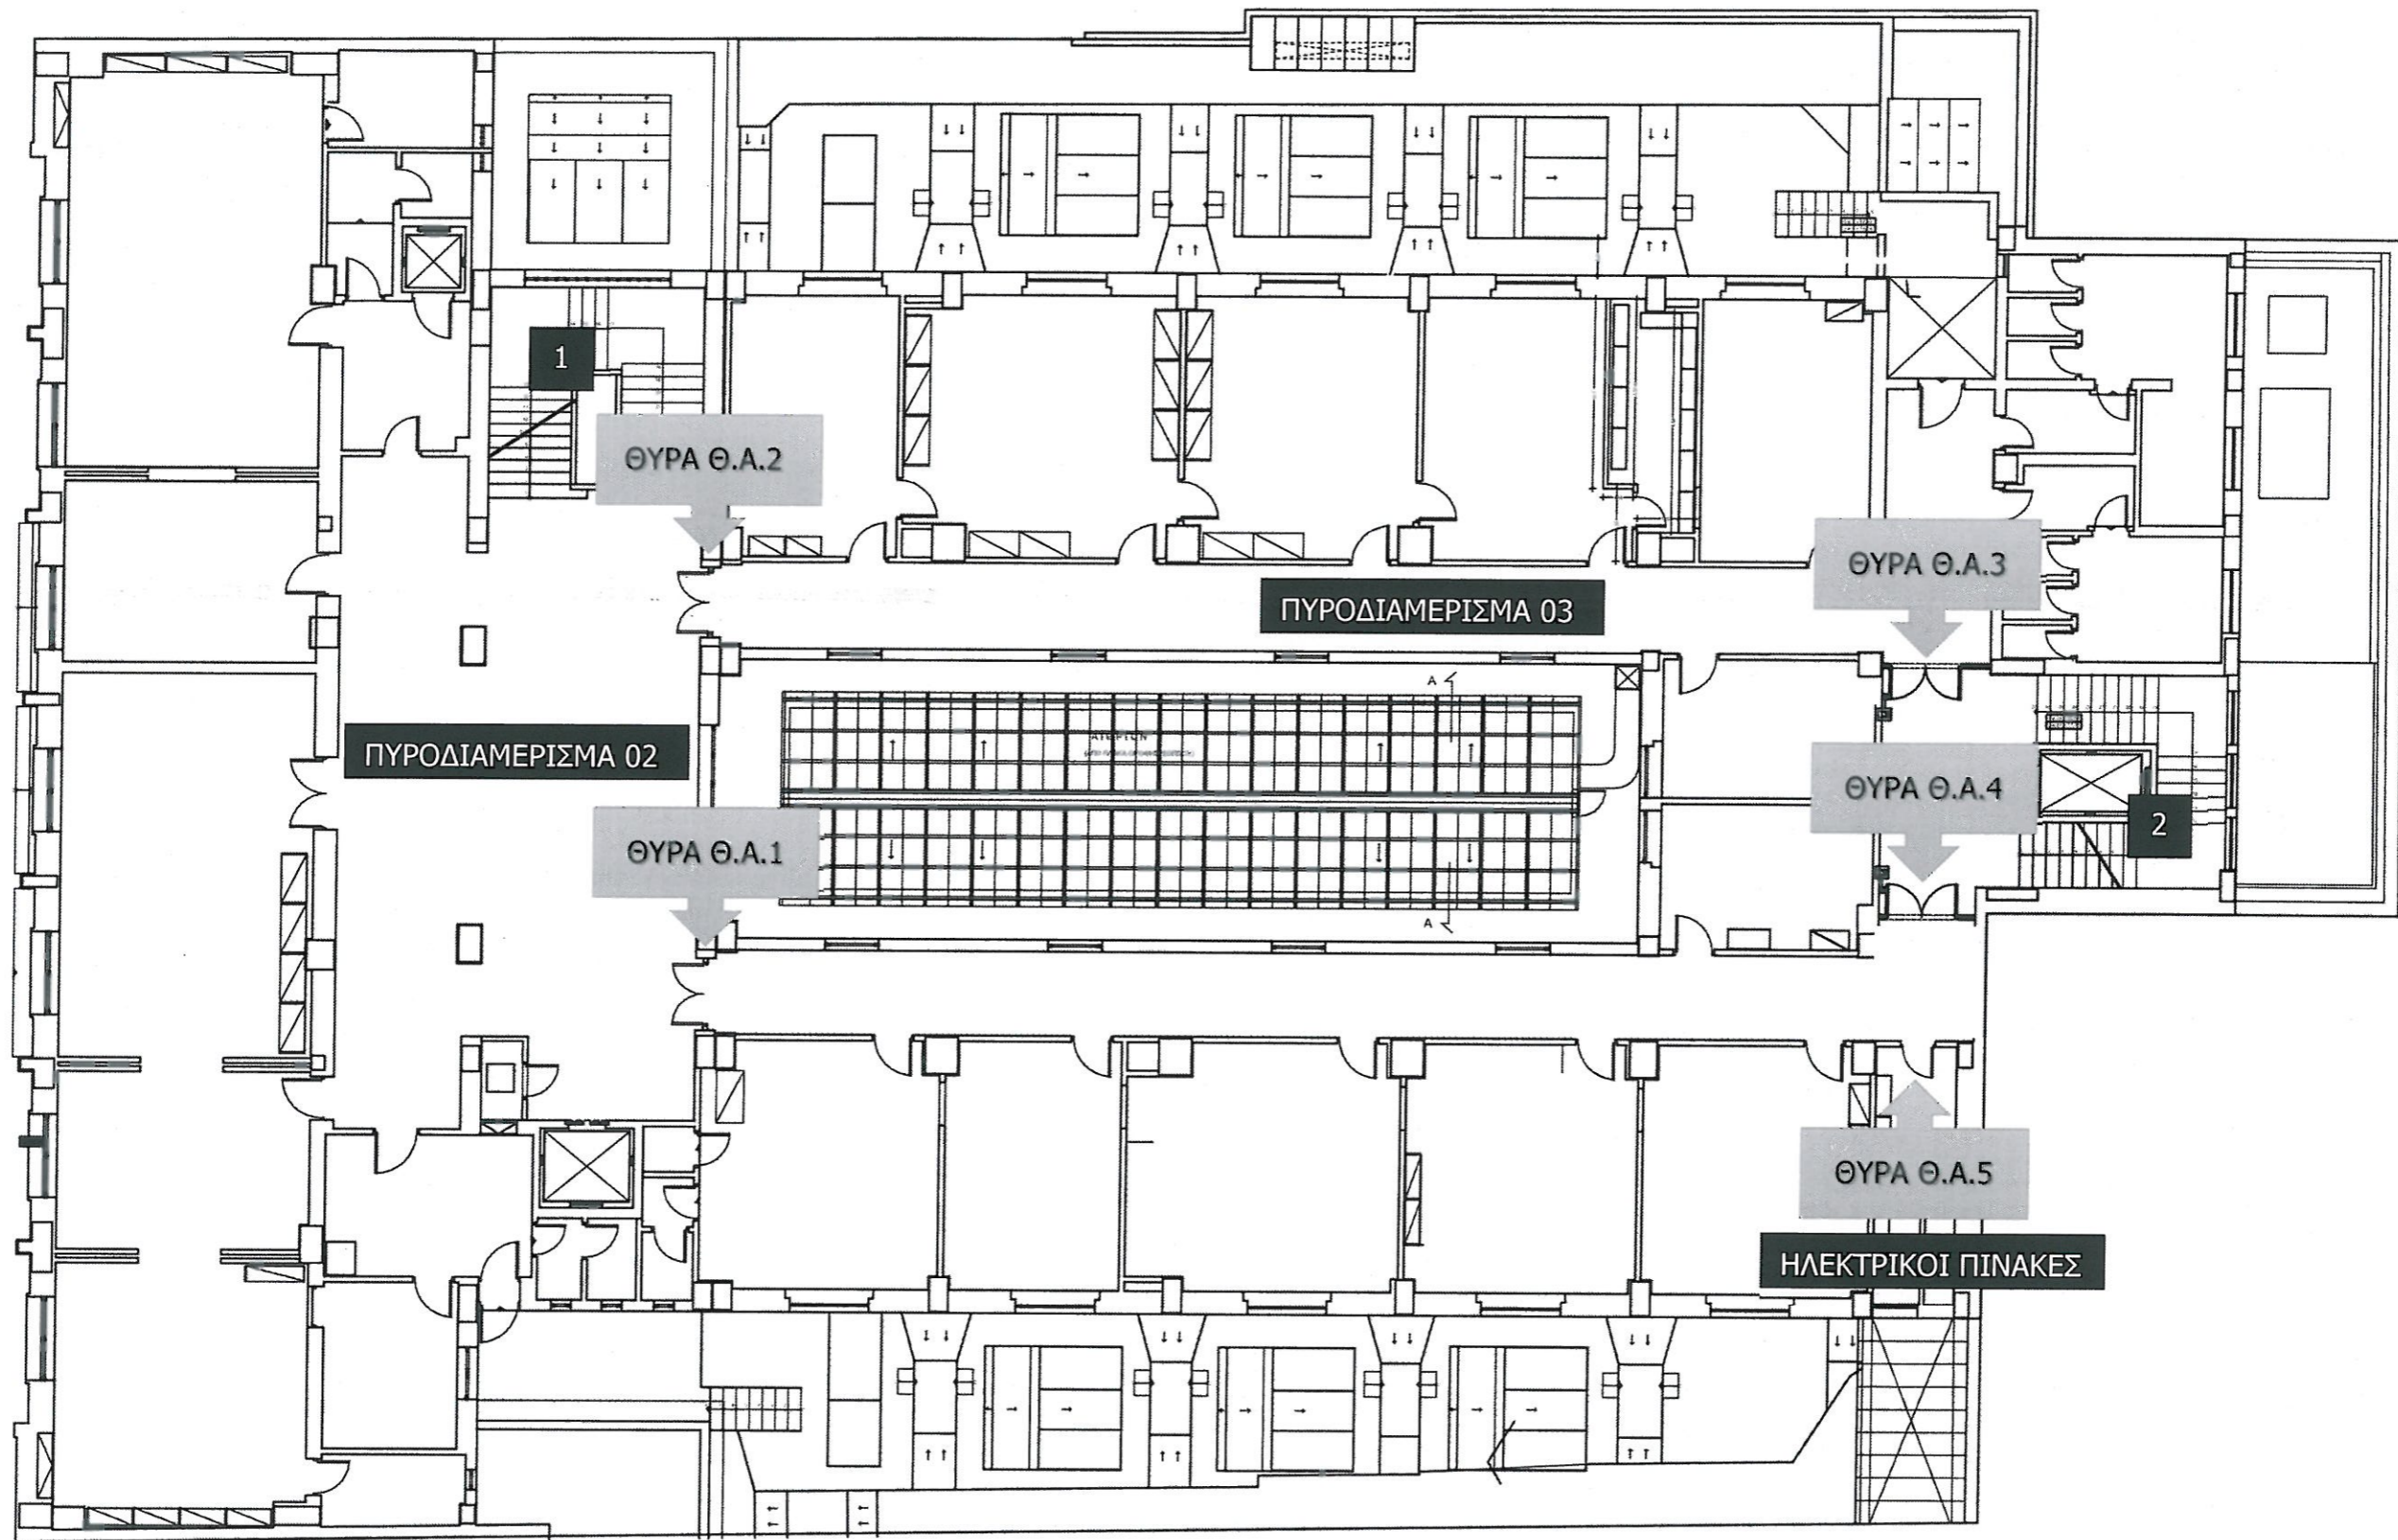 1
ΘΥΡΑ Θ.Α.2
ΘΥΡΑ Θ.Α.3
ΠΥΡΟΔΙΑΜΕΡΙΣΜΑ 03
A
ΠΥΡΟΔΙΑΜΕΡΙΣΜΑ 02
ΘΥΡΑ Θ.Α.4
2
ΘΥΡΑ Θ.Α.1
A
ΘΥΡΑ Θ.Α.5
ΗΛΕΚΤΡΙΚΟΙ ΠΙΝΑΚΕΣ